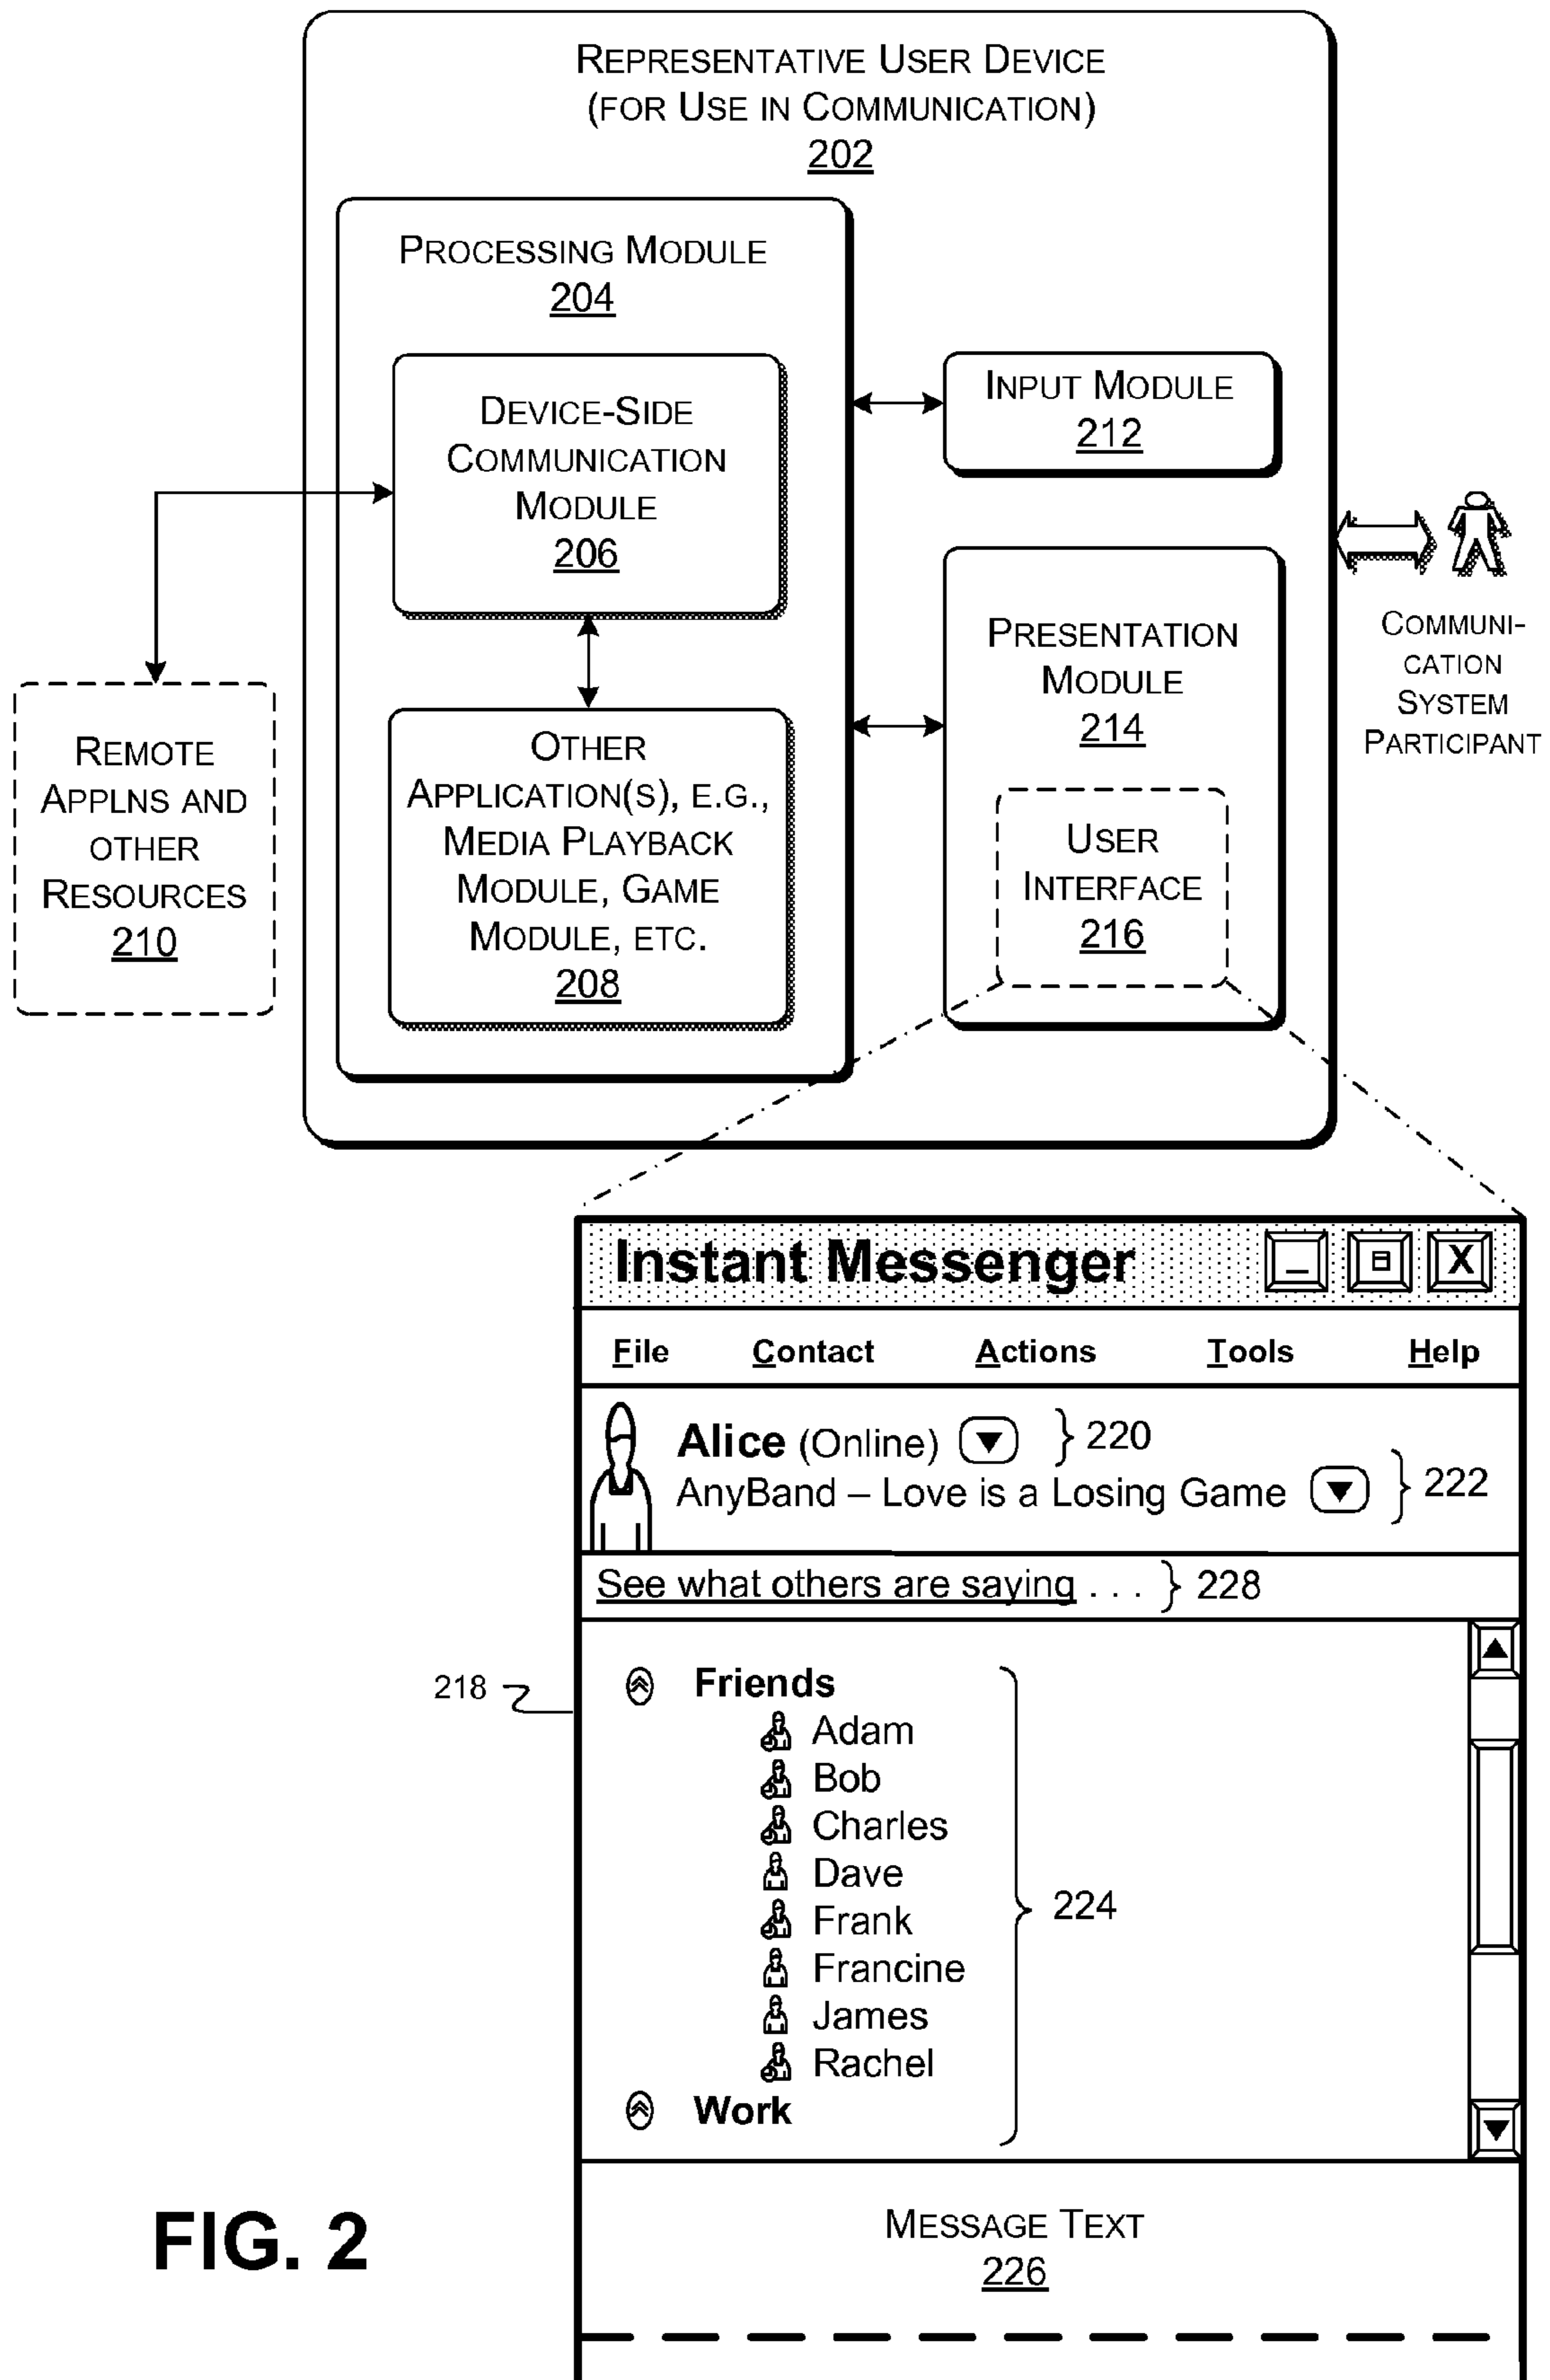 REPRESENTATIVE USER DEVICE
(FOR USE IN COMMUNICATION)
202
PROCESSING MODULE
204
DEVICE-SIDE
COMMUNICATION
MODULE
206
INPUT MODULE
212
PRESENTATION
MODULE
214
USER
INTERFACE
216
COMMUNI-
CATION
SYSTEM
PARTICIPANT
REMOTE
APPLNS AND
OTHER
RESOURCES
210
OTHER
APPLICATION(S), E.G.,
MEDIA PLAYBACK
MODULE, GAME
MODULE, ETC.
208
Instant Messenger
X
File Contact Actions Tools Help
Alice (Online) 220
AnyBand – Love is a Losing Game 222
See what others are saying . . . 228
218
Friends
Adam
Bob
Charles
Dave
Frank
Francine
James
Rachel
224
Work
MESSAGE TEXT
226
FIG. 2